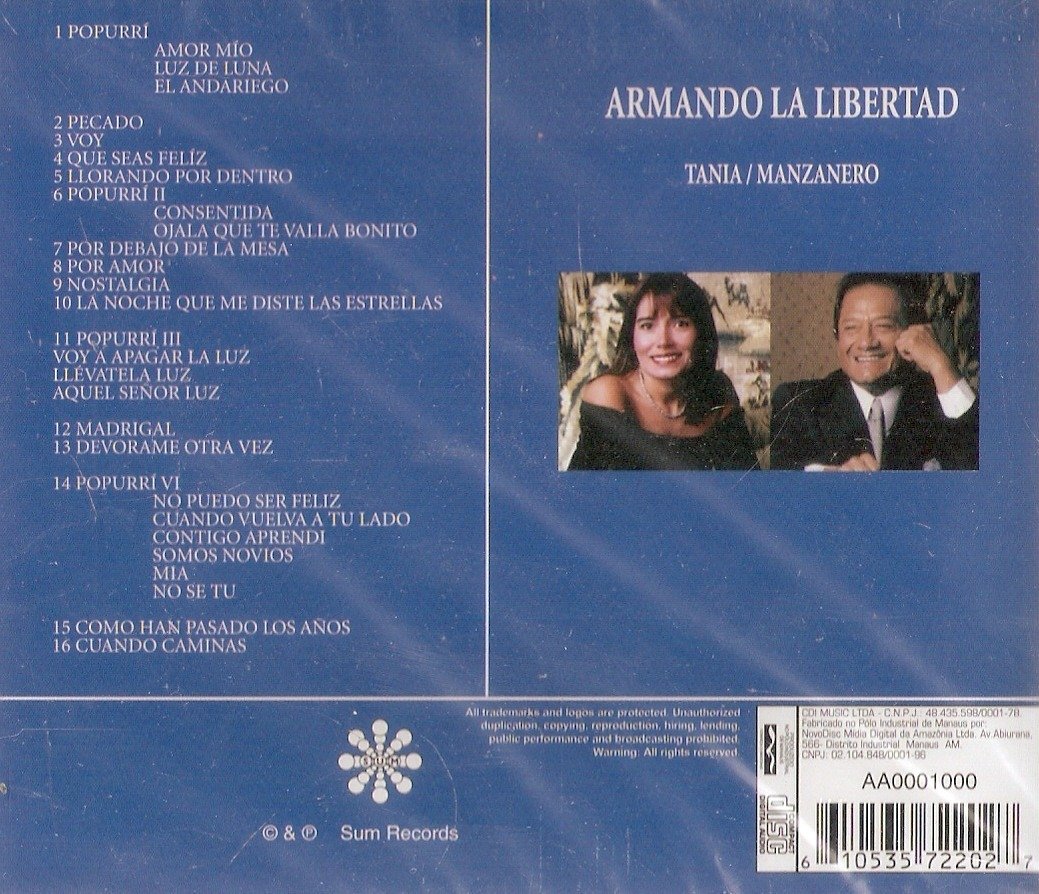 1 POPURRÍ
AMOR MÍO
LUZ DE LUNA
EL ANDARIEGO
2 PECADO
3 VOY
4 QUE SEAS FELÍZ
5 LLORANDO POR DENTRO
6 POPURRÍ II
CONSENTIDA
OJALA QUE TE VALLA BONITO
7 POR DEBAJO DE LA MESA
8 POR AMOR
9 NOSTALGIA
10 LA NOCHE QUE ME DISTE LAS ESTRELLAS
11 POPURRÍ III
VOY A APAGAR LA LUZ
LLÉVATELA LUZ
AQUEL SEÑOR LUZ
12 MADRIGAL
13 DEVORAME OTRA VEZ
14 POPURRÍ VI
NO PUEDO SER FELIZ
CUANDO VUELVA A TU LADO
CONTIGO APRENDI
SOMOS NOVIOS
MIA
NO SE TU
15 COMO HAN PASADO LOS AÑOS
16 CUANDO CAMINAS
ARMANDO LA LIBERTAD
TANIA / MANZANERO
All trademarks and logos are protected. Unauthorized
duplication, copying, reproduction, hiring, lending,
public performance and broadcasting prohibited.
Warning: All rights reserved.
SUM
© & ℗ Sum Records
CDI MUSIC LTDA - C.N.P.J.: 48.435.598/0001-78.
Fabricado no Pólo Industrial de Manaus por:
NovoDisc Mídia Digital da Amazônia Ltda. Av.Abiurana,
566- Distrito Industrial Manaus AM.
CNPJ: 02.104.848/0001-96
AA0001000
COMPACT
disc
DIGITAL AUDIO
6 10535 72202 7